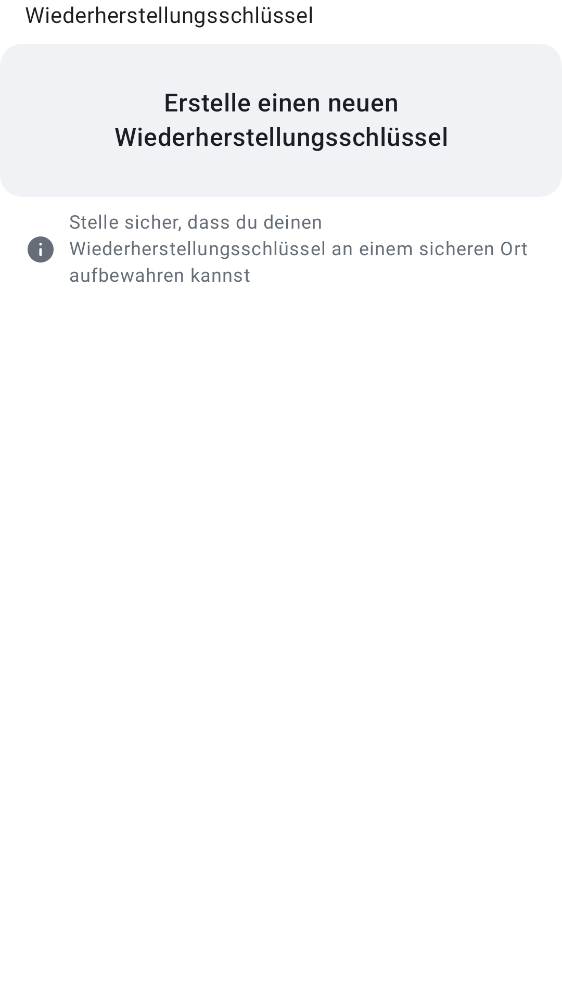 Wiederherstellungsschlüssel
Erstelle einen neuen
Wiederherstellungsschlüssel
Stelle sicher, dass du deinen
Wiederherstellungsschlüssel an einem sicheren Ort
aufbewahren kannst